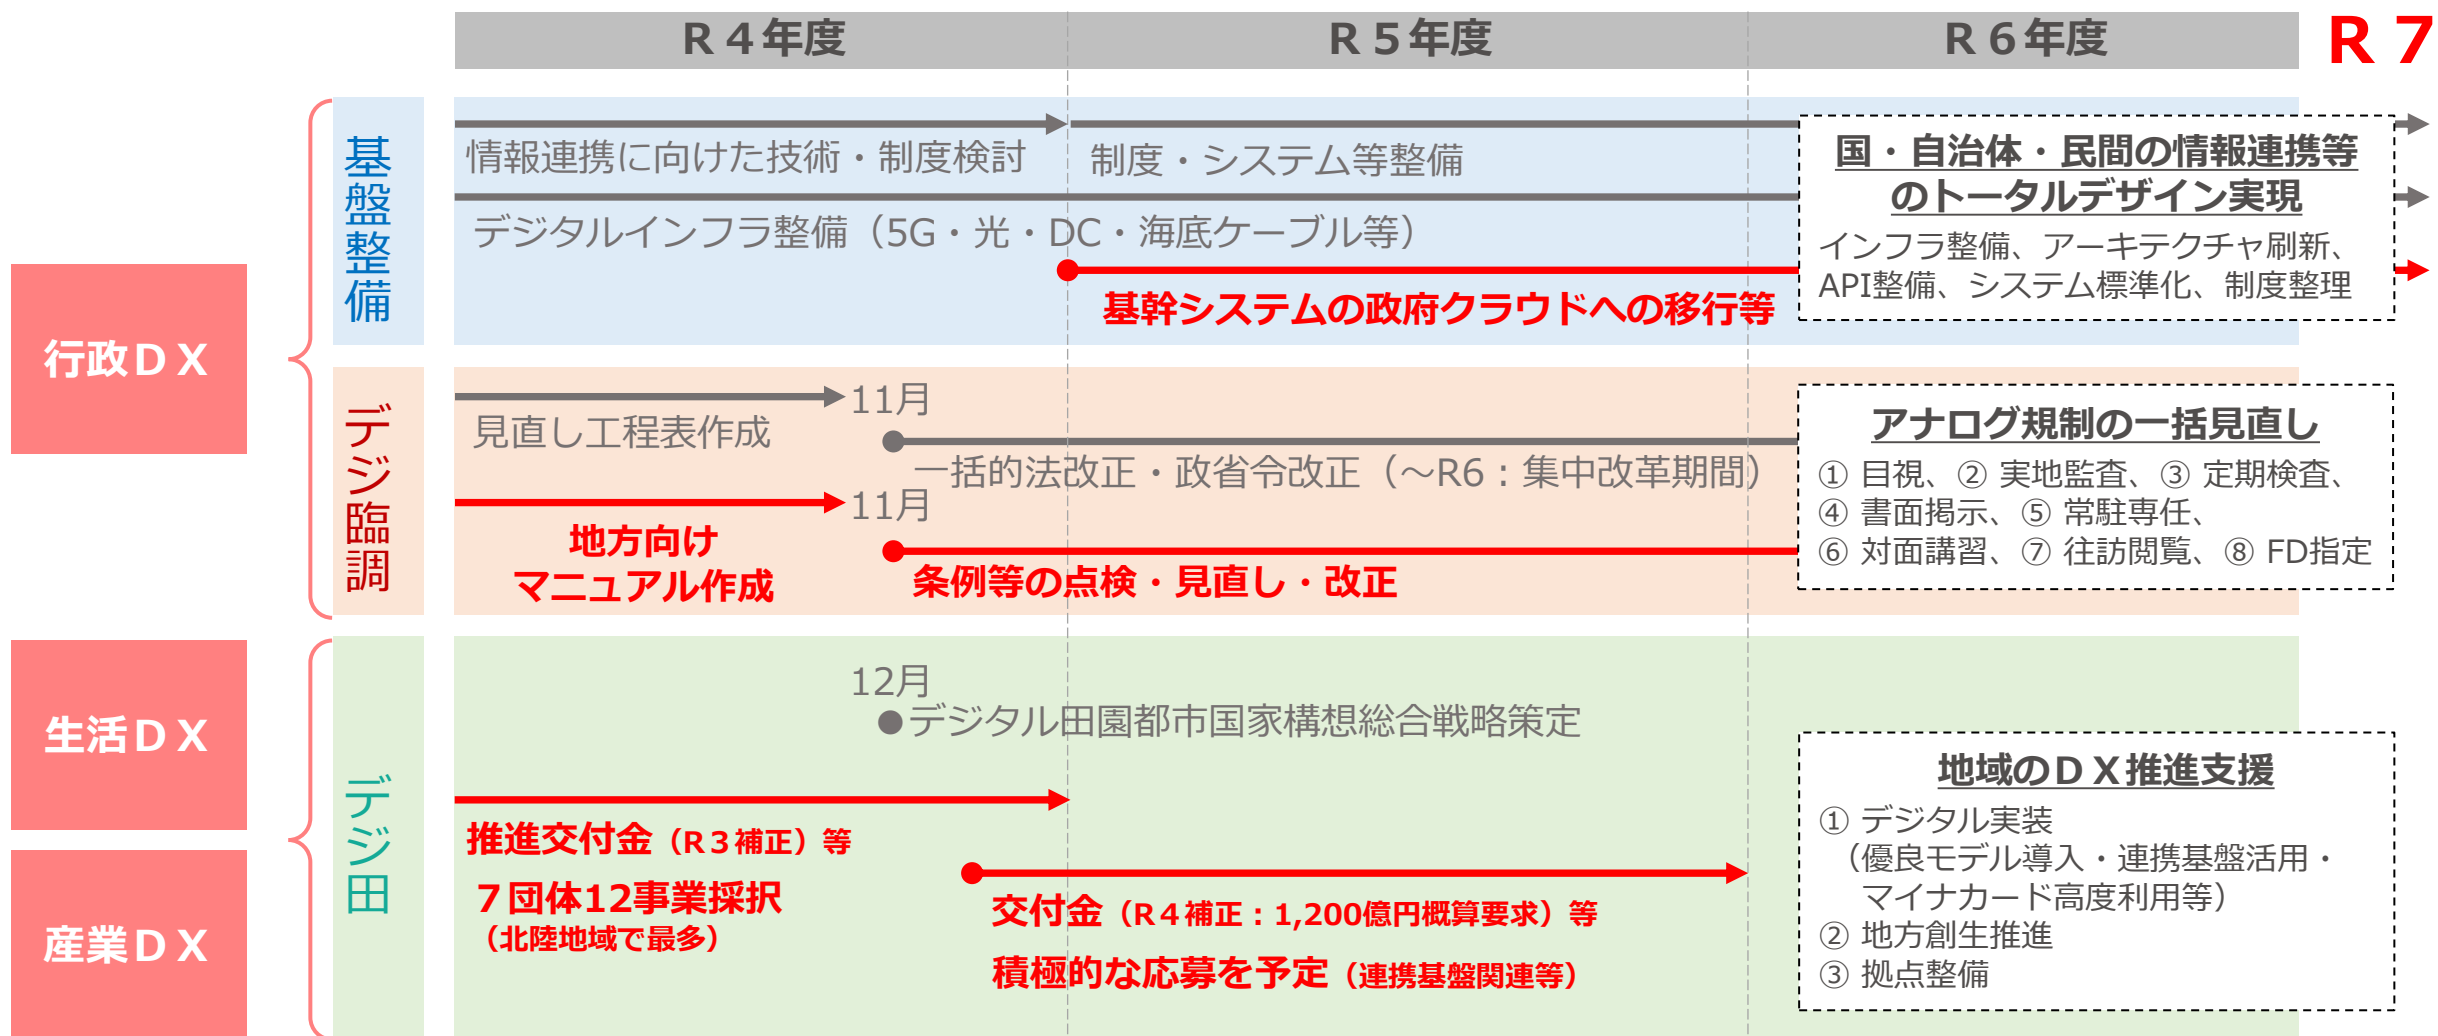 R４年度
R５年度
R６年度
R７
行政DX
基盤整備
情報連携に向けた技術・制度検討
制度・システム等整備
デジタルインフラ整備（5G・光・DC・海底ケーブル等）
基幹システムの政府クラウドへの移行等
国・自治体・民間の情報連携等
のトータルデザイン実現
インフラ整備、アーキテクチャ刷新、
API整備、システム標準化、制度整理
デジ臨調
11月
見直し工程表作成
一括的法改正・政省令改正（～R6：集中改革期間）
11月
地方向け
マニュアル作成
条例等の点検・見直し・改正
アナログ規制の一括見直し
① 目視、② 実地監査、③ 定期検査、
④ 書面掲示、⑤ 常駐専任、
⑥ 対面講習、⑦ 往訪閲覧、⑧ FD指定
生活DX
産業DX
デジ田
12月
●デジタル田園都市国家構想総合戦略策定
推進交付金（R３補正）等
７団体12事業採択
（北陸地域で最多）
交付金（R４補正：1,200億円概算要求）等
積極的な応募を予定（連携基盤関連等）
地域のDX推進支援
① デジタル実装
（優良モデル導入・連携基盤活用・
マイナカード高度利用等）
② 地方創生推進
③ 拠点整備